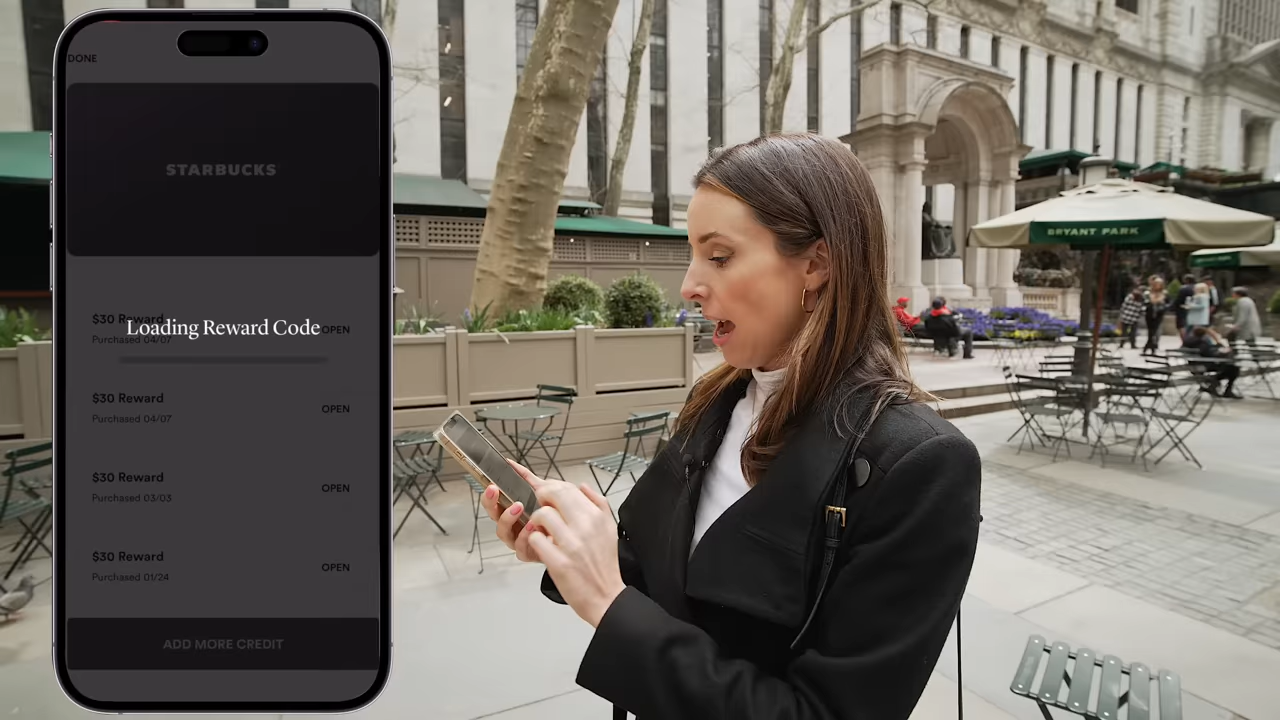 DONE
STARBUCKS
$30 Reward
OPEN
Purchased 04/07
Loading Reward Code
$30 Reward
OPEN
Purchased 04/07
$30 Reward
OPEN
Purchased 03/03
$30 Reward
OPEN
Purchased 01/24
ADD MORE CREDIT
BRYANT PARK